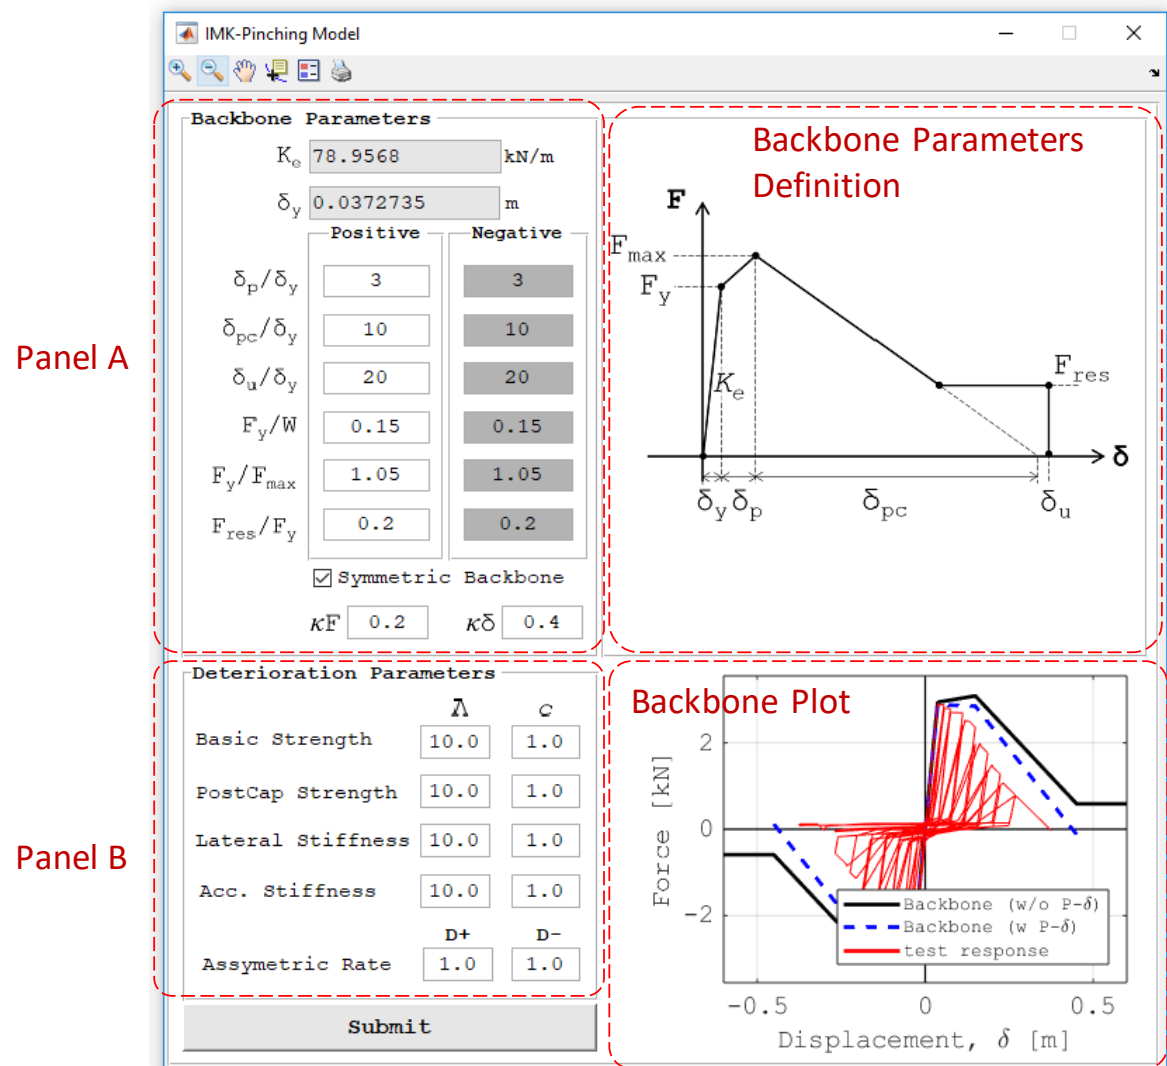 IMK-Pinching Model
Panel A
Backbone Parameters
Ke 78.9568 kN/m
δy 0.0372735 m
Positive Negative
δp/δy 3 3
δpc/δy 10 10
δu/δy 20 20
Fy/W 0.15 0.15
Fy/Fmax 1.05 1.05
Fres/Fy 0.2 0.2
Symmetric Backbone
κF 0.2 κδ 0.4
Backbone Parameters
Definition
F
Fmax
Fy
Ke
Fres
δ
δy δp δpc δu
Panel B
Deterioration Parameters
Λ c
Basic Strength 10.0 1.0
PostCap Strength 10.0 1.0
Lateral Stiffness 10.0 1.0
Acc. Stiffness 10.0 1.0
D+ D-
Assymetric Rate 1.0 1.0
Submit
Backbone Plot
Force [kN]
2
0
-2
Backbone (w/o P-δ)
Backbone (w P-δ)
test response
-0.5 0 0.5
Displacement, δ [m]